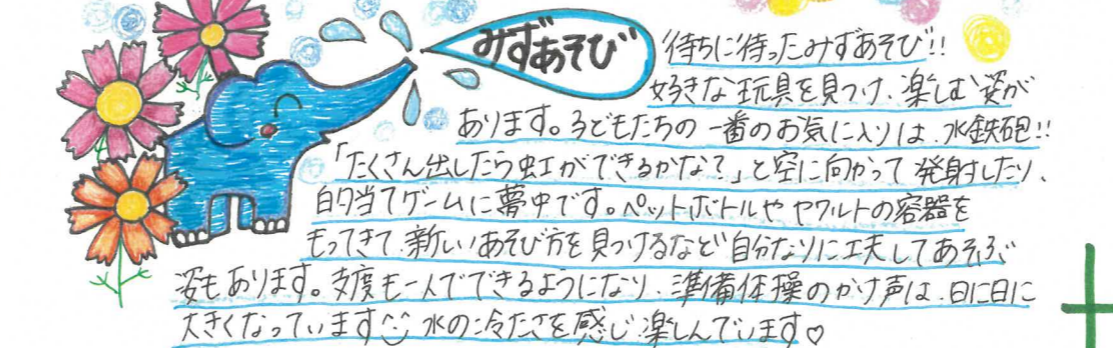 みずあそび
待ちに待ったみずあそび!!
好きな玩具を見つけ、楽しむ姿が
あります。子どもたちの一番のお気に入りは、水鉄砲!!
「たくさん出したら虹ができるかな?」と空に向かって発射したり、
的当てゲームに夢中です。ペットボトルやヤクルトの容器を
もってきて、新しいあそび方を見つけるなど自分なりに工夫してあそぶ
姿もあります。支度も一人でできるようになり、準備体操のかけ声は、日に日に
大きくなっています☺ 水の冷たさを感じ楽しんでいます♡